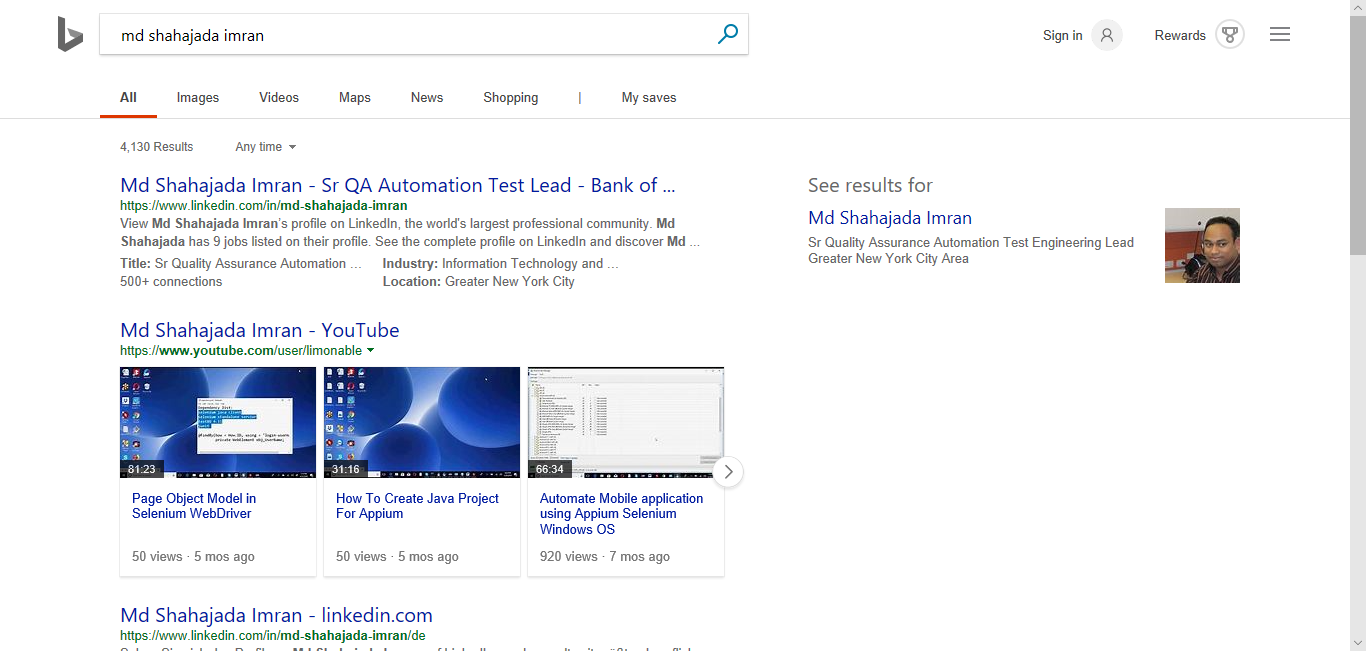 md shahajada imran
Sign in
Rewards
All
Images
Videos
Maps
News
Shopping
|
My saves
4,130 Results
Any time
Md Shahajada Imran - Sr QA Automation Test Lead - Bank of ...
https://www.linkedin.com/in/md-shahajada-imran
View Md Shahajada Imran's profile on LinkedIn, the world's largest professional community. Md
Shahajada has 9 jobs listed on their profile. See the complete profile on LinkedIn and discover Md ...
Title: Sr Quality Assurance Automation ...
Industry: Information Technology and ...
500+ connections
Location: Greater New York City
See results for
Md Shahajada Imran
Sr Quality Assurance Automation Test Engineering Lead
Greater New York City Area
Md Shahajada Imran - YouTube
https://www.youtube.com/user/limonable
81:23
31:16
66:34
Page Object Model in
Selenium WebDriver
50 views · 5 mos ago
How To Create Java Project
For Appium
50 views · 5 mos ago
Automate Mobile application
using Appium Selenium
Windows OS
920 views · 7 mos ago
Md Shahajada Imran - linkedin.com
https://www.linkedin.com/in/md-shahajada-imran/de